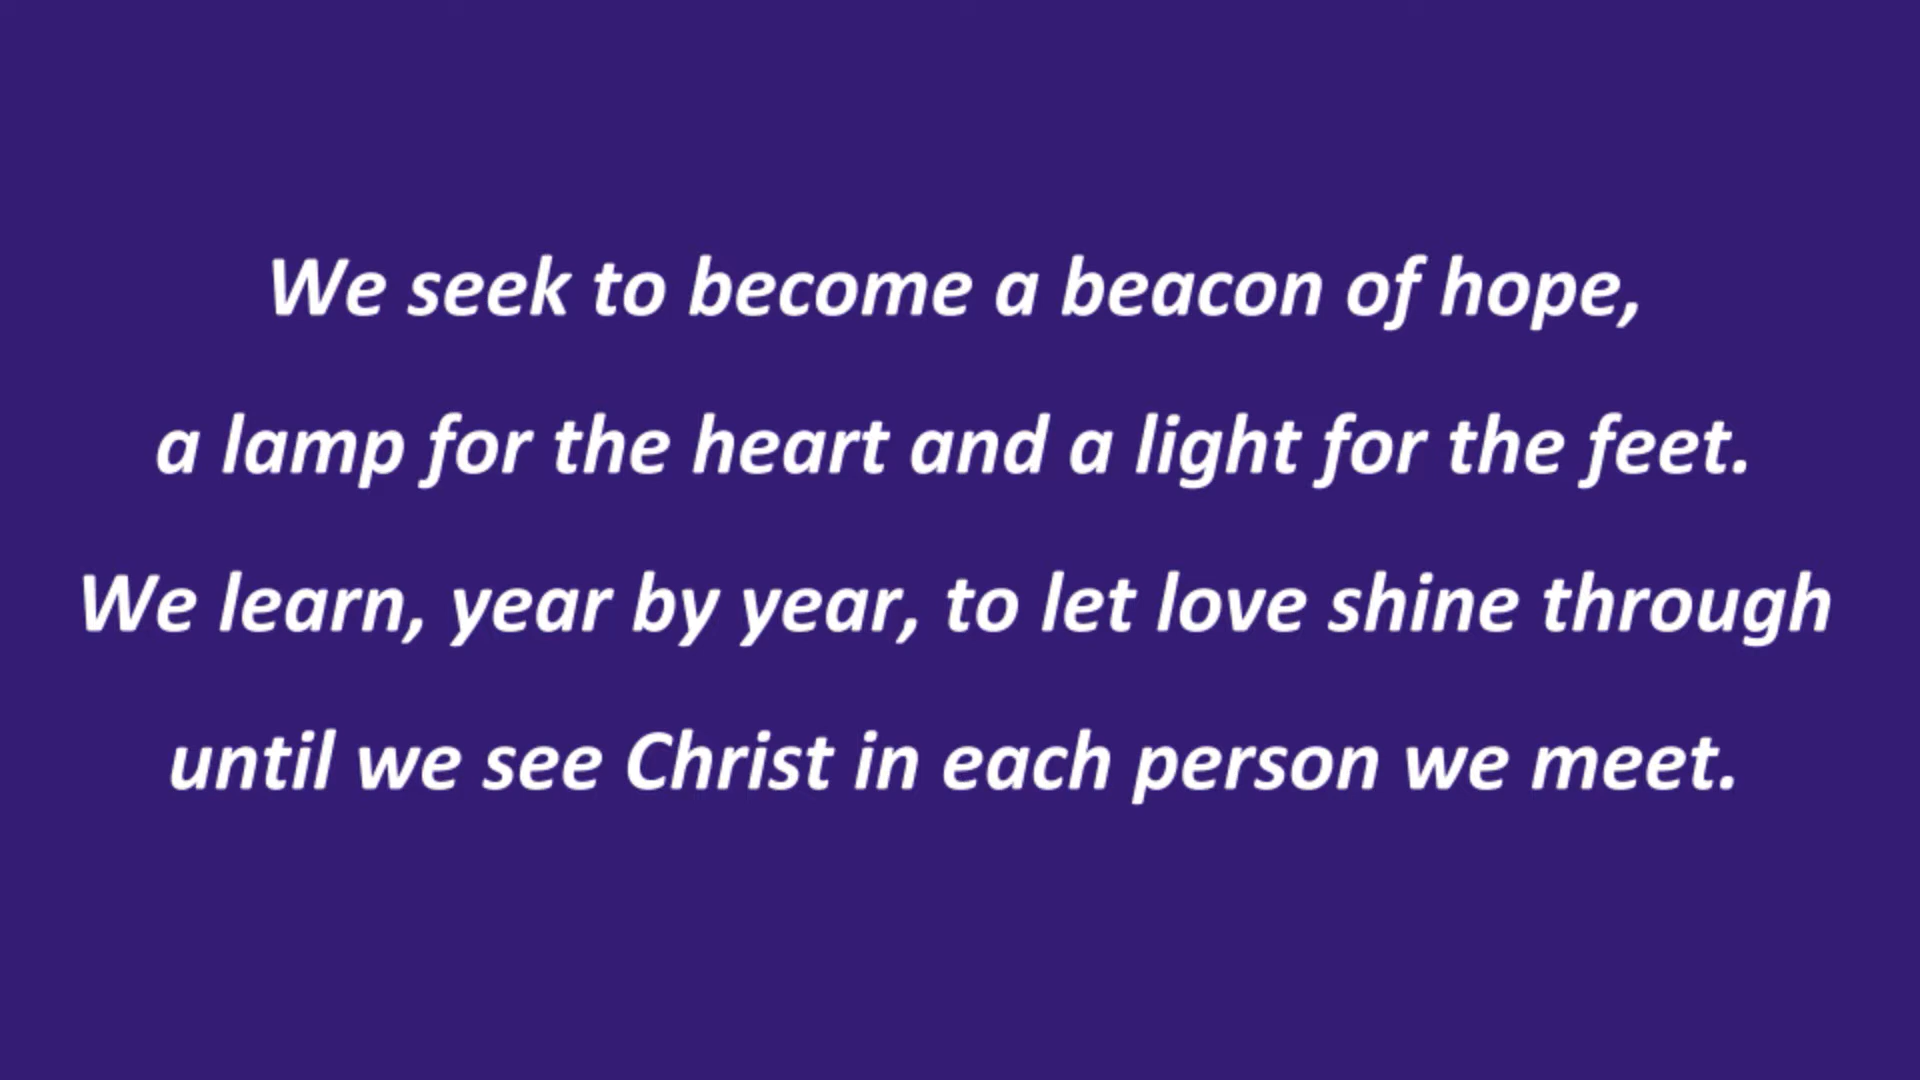 We seek to become a beacon of hope,
a lamp for the heart and a light for the feet.
We learn, year by year, to let love shine through
until we see Christ in each person we meet.